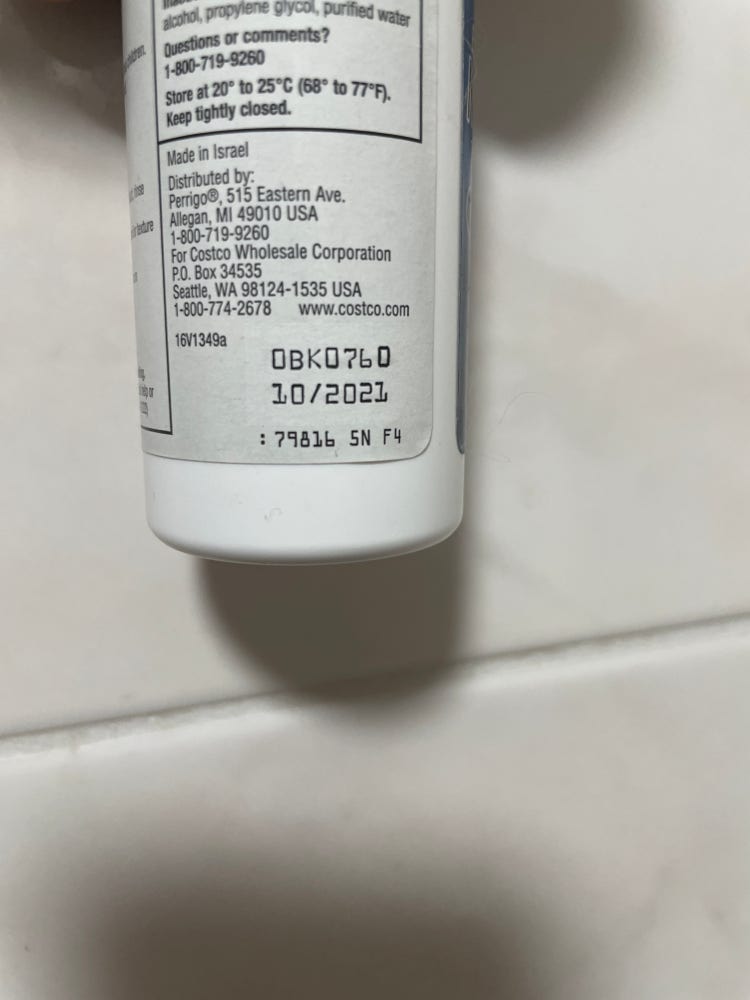 alcohol, propylene glycol, purified water
Questions or comments?
1-800-719-9260
Store at 20° to 25°C (68° to 77°F).
Keep tightly closed.
Made in Israel
Distributed by:
Perrigo®, 515 Eastern Ave.
Allegan, MI 49010 USA
1-800-719-9260
For Costco Wholesale Corporation
P.O. Box 34535
Seattle, WA 98124-1535 USA
1-800-774-2678 www.costco.com
16V1349a
0BK0760
10/2021
: 79816 SN F4